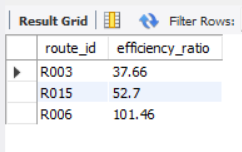 Result Grid Filter Rows:
route_id efficiency_ratio
R003 37.66
R015 52.7
R006 101.46